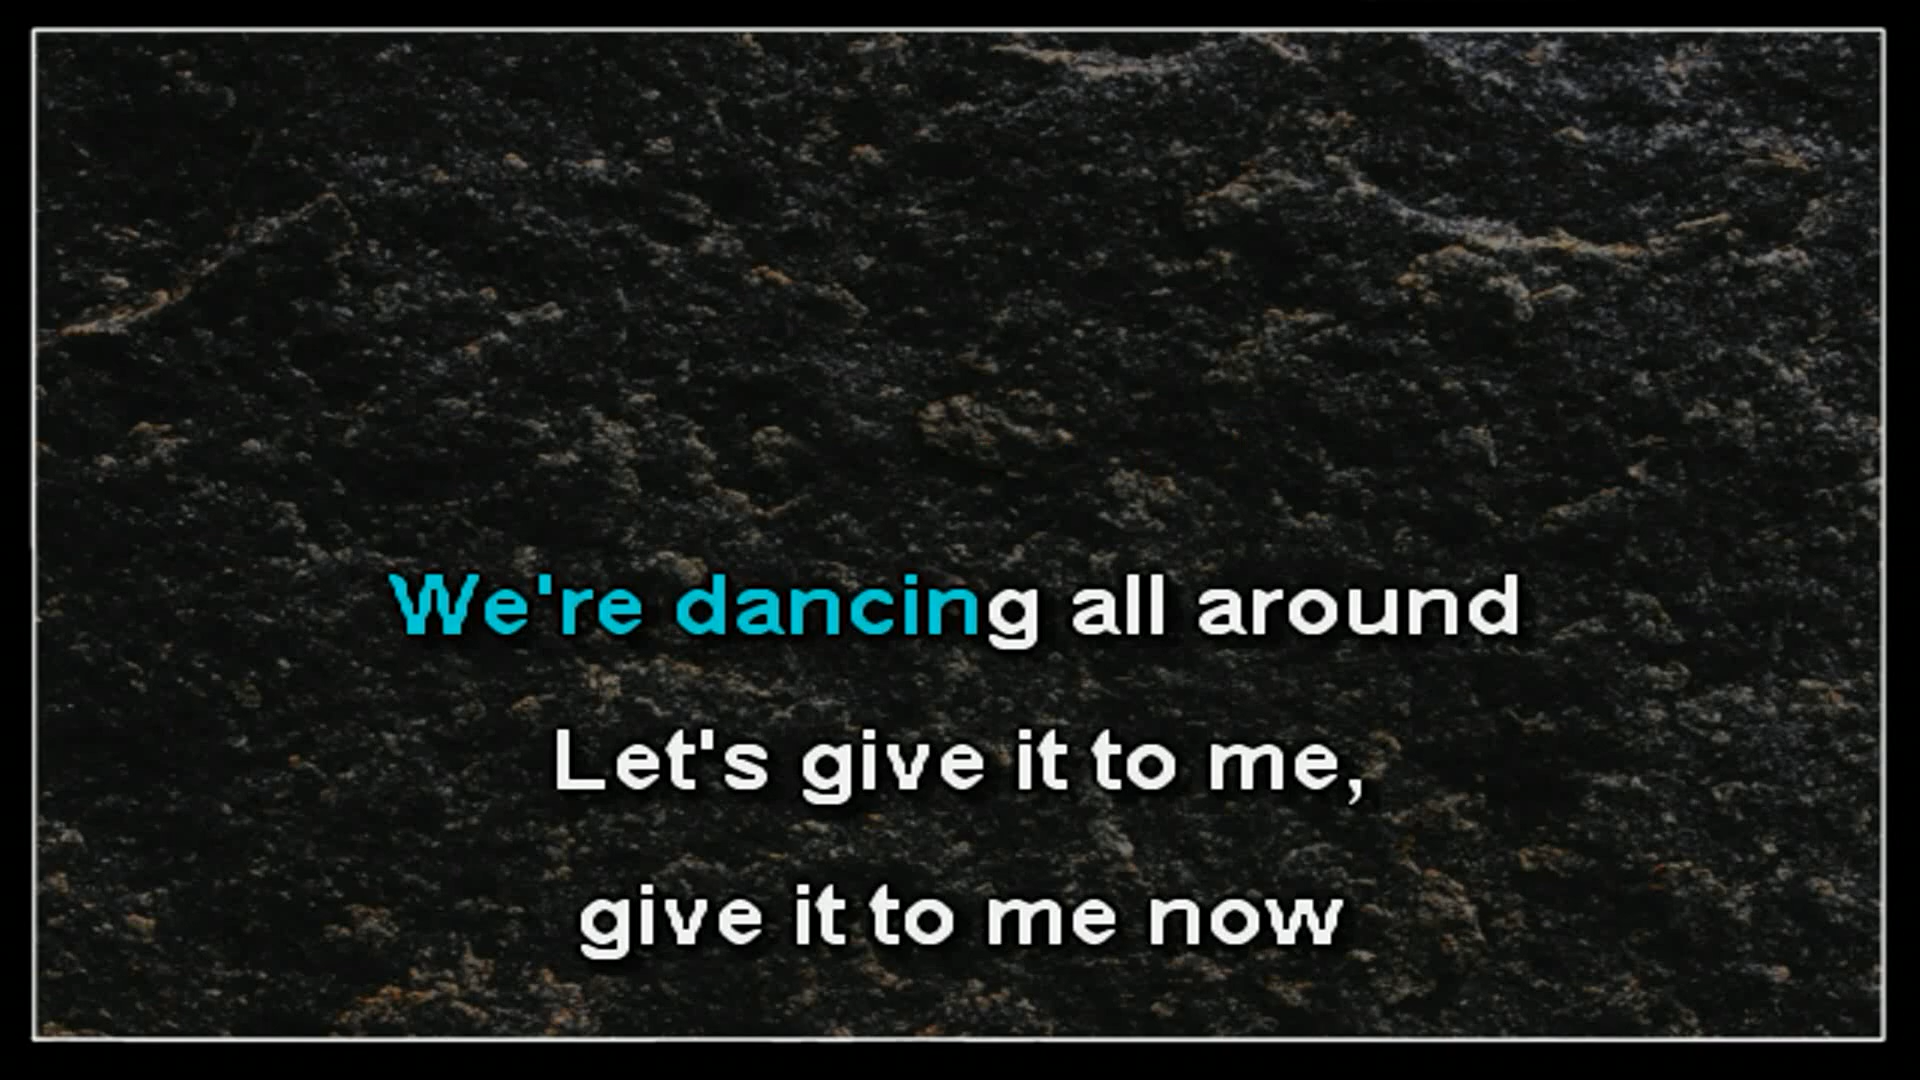 We're dancing all around
Let's give it to me,
give it to me now